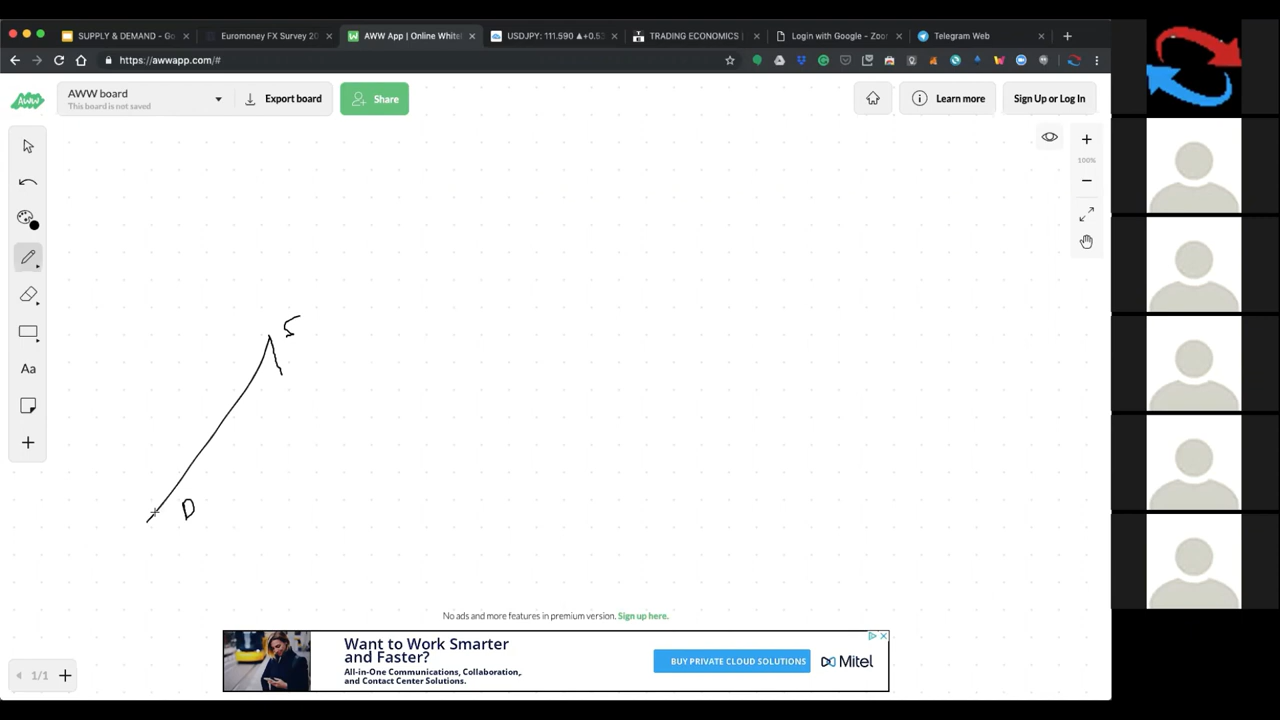 SUPPLY & DEMAND - Go
Euromoney FX Survey 20
AWW App | Online White
USDJPY: 111.590 ▲+0.5
TRADING ECONOMICS |
Login with Google - Zoo
Telegram Web
https://awwapp.com/#
AWW
AWW board
This board is not saved
Export board
Share
Learn more
Sign Up or Log In
100%
Aa
S
D
No ads and more features in premium version. Sign up here.
Want to Work Smarter
and Faster?
All-in-One Communications, Collaboration,
and Contact Center Solutions.
BUY PRIVATE CLOUD SOLUTIONS
Mitel
1/1